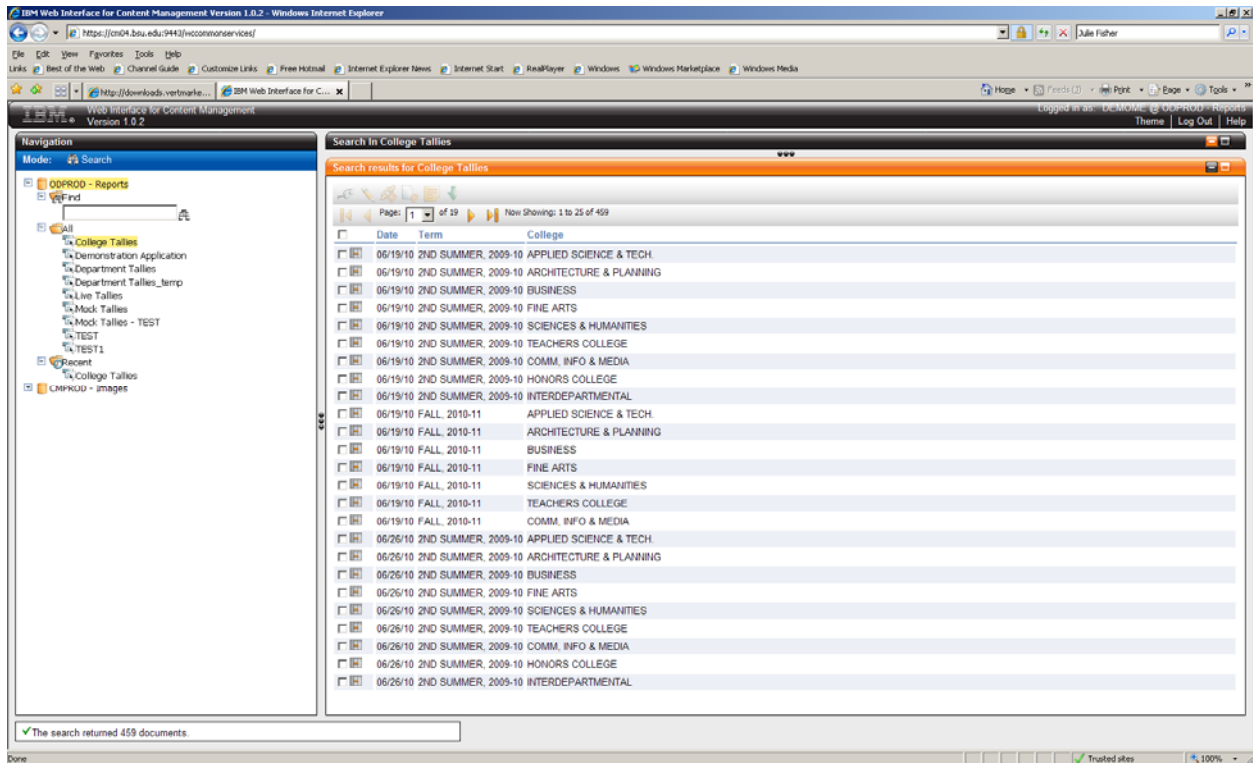 IBM Web Interface for Content Management Version 1.0.2 - Windows Internet Explorer
https://cm04.bsu.edu:9443/wccommonservices/
Julie Fisher
File Edit View Favorites Tools Help
Links Best of the Web Channel Guide Customize Links Free Hotmail Internet Explorer News Internet Start RealPlayer Windows Windows Marketplace Windows Media
http://downloads.vertmarke... IBM Web Interface for C... Home Feeds (J) Print Page Tools
IBM Web Interface for Content Management
Version 1.0.2
Logged in as: DEMOME @ ODPROD - Reports
Theme | Log Out | Help
Navigation
Mode: Search
ODPROD - Reports
Find
All
College Tallies
Demonstration Application
Department Tallies
Department Tallies_temp
Live Tallies
Mock Tallies
Mock Tallies - TEST
TEST
TEST1
Recent
College Tallies
CMPROD - Images
Search In College Tallies
Search results for College Tallies
Page: 1 of 19 Now Showing: 1 to 25 of 459
Date Term College
06/19/10 2ND SUMMER, 2009-10 APPLIED SCIENCE & TECH.
06/19/10 2ND SUMMER, 2009-10 ARCHITECTURE & PLANNING
06/19/10 2ND SUMMER, 2009-10 BUSINESS
06/19/10 2ND SUMMER, 2009-10 FINE ARTS
06/19/10 2ND SUMMER, 2009-10 SCIENCES & HUMANITIES
06/19/10 2ND SUMMER, 2009-10 TEACHERS COLLEGE
06/19/10 2ND SUMMER, 2009-10 COMM, INFO & MEDIA
06/19/10 2ND SUMMER, 2009-10 HONORS COLLEGE
06/19/10 2ND SUMMER, 2009-10 INTERDEPARTMENTAL
06/19/10 FALL, 2010-11 APPLIED SCIENCE & TECH.
06/19/10 FALL, 2010-11 ARCHITECTURE & PLANNING
06/19/10 FALL, 2010-11 BUSINESS
06/19/10 FALL, 2010-11 FINE ARTS
06/19/10 FALL, 2010-11 SCIENCES & HUMANITIES
06/19/10 FALL, 2010-11 TEACHERS COLLEGE
06/19/10 FALL, 2010-11 COMM, INFO & MEDIA
06/26/10 2ND SUMMER, 2009-10 APPLIED SCIENCE & TECH.
06/26/10 2ND SUMMER, 2009-10 ARCHITECTURE & PLANNING
06/26/10 2ND SUMMER, 2009-10 BUSINESS
06/26/10 2ND SUMMER, 2009-10 FINE ARTS
06/26/10 2ND SUMMER, 2009-10 SCIENCES & HUMANITIES
06/26/10 2ND SUMMER, 2009-10 TEACHERS COLLEGE
06/26/10 2ND SUMMER, 2009-10 COMM, INFO & MEDIA
06/26/10 2ND SUMMER, 2009-10 HONORS COLLEGE
06/26/10 2ND SUMMER, 2009-10 INTERDEPARTMENTAL
The search returned 459 documents.
Done
Trusted sites
100%